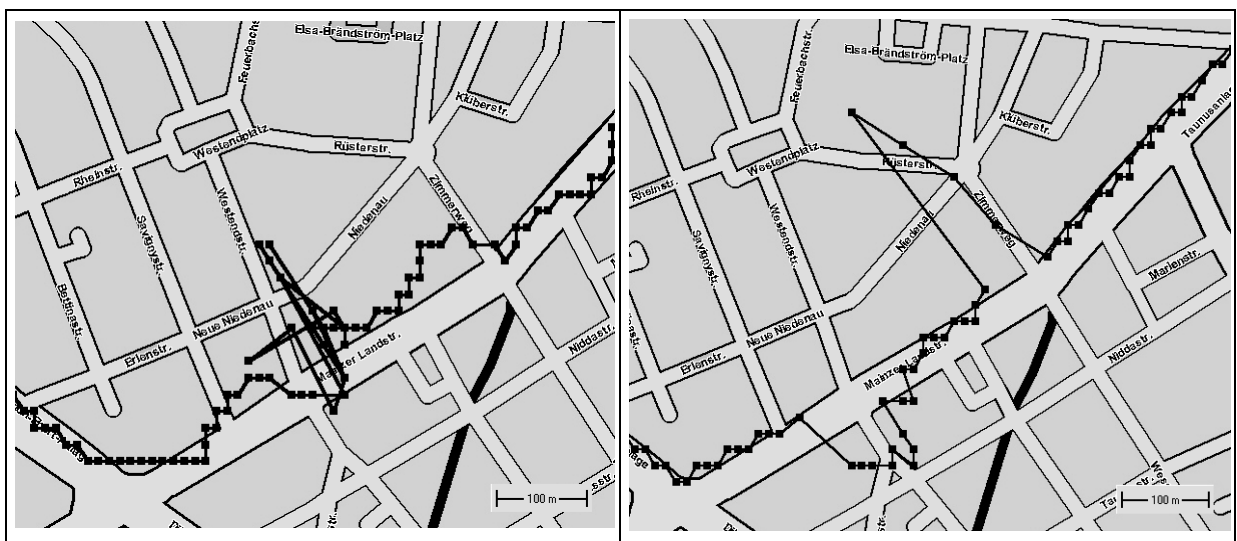 Elsa-Brändström-Platz
Feuerbachstr.
Klüberstr.
Westendplatz
Rüsterstr.
Rheinstr.
Zimmerweg
Westendstr.
Niedenau
Savignystr.
Bettinastr.
Neue Niedenau
Mainzer Landstr.
Erlenstr.
Niddastr.
100 m
Elsa-Brändström-Platz
Feuerbachstr.
Klüberstr.
Taunusanla
Westendplatz
Rüsterstr.
Rheinstr.
Zimmerweg
Westendstr.
Niedenau
Savignystr.
Marienstr.
Neue Niedenau
Niddastr.
Erlenstr.
Mainzer Landstr.
100 m